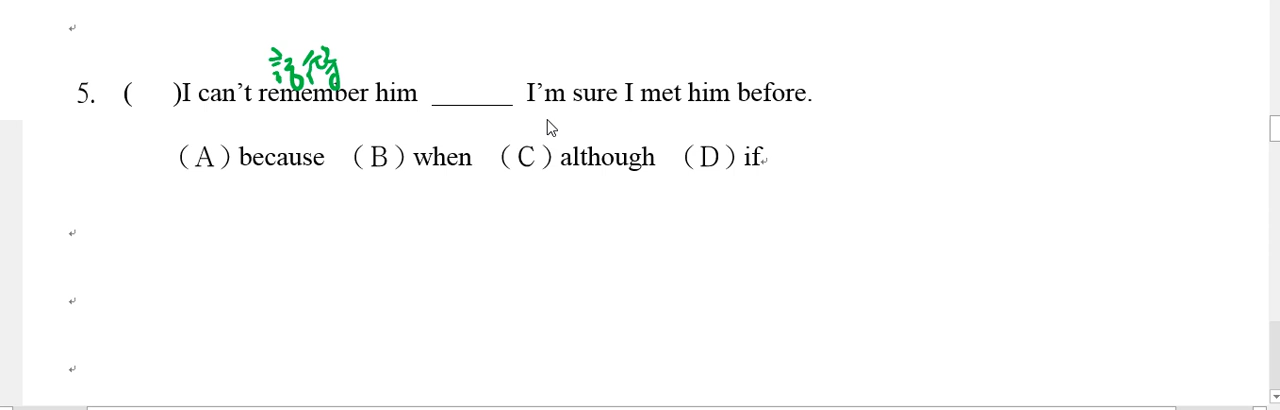 記得
5. (　)I can't remember him ______ I'm sure I met him before.
（A）because （B）when （C）although （D）if